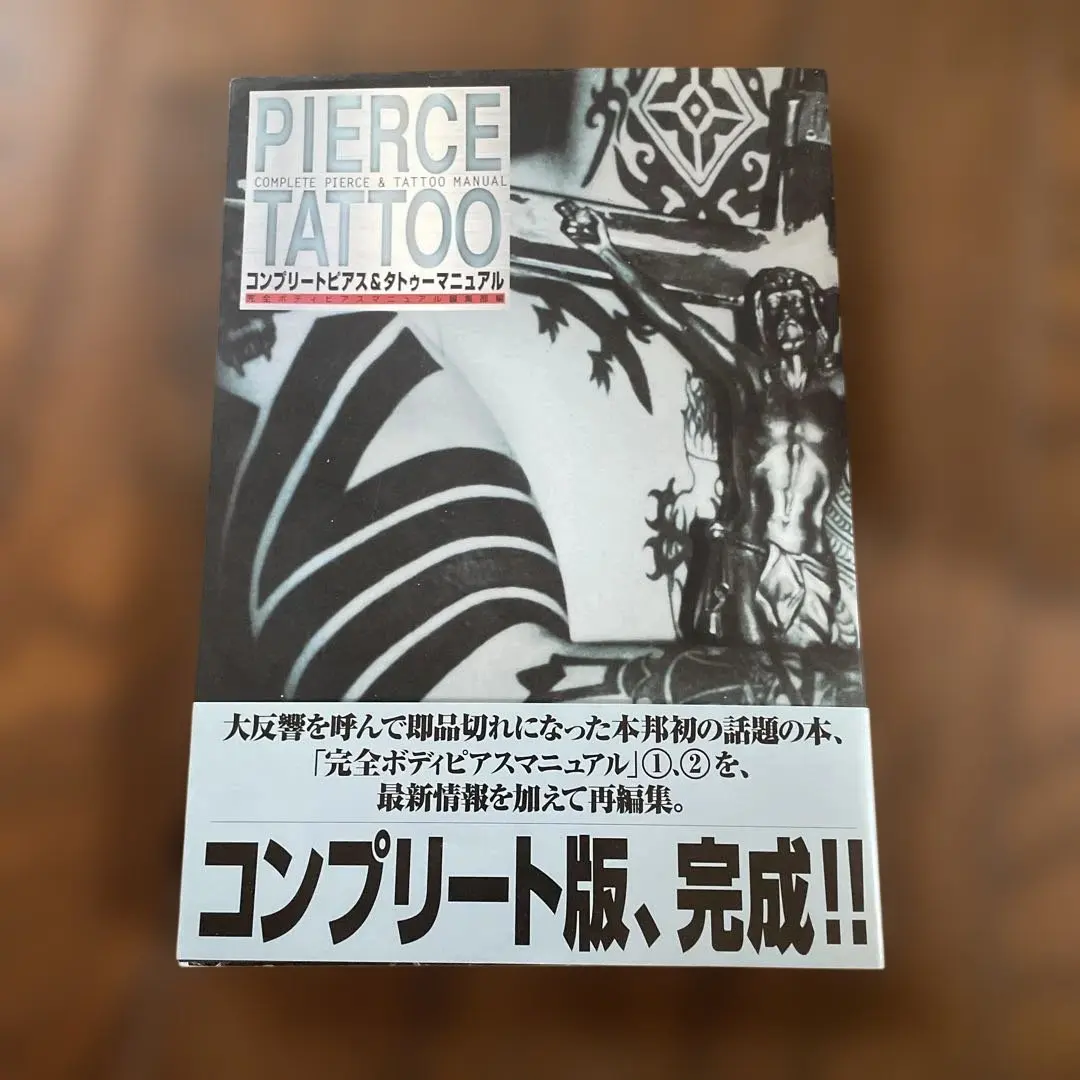 PIERCE
COMPLETE PIERCE & TATTOO MANUAL
TATTOO
コンプリートピアス&タトゥーマニュアル
完全ボディピアスマニュアル編集部編
大反響を呼んで即品切れになった本邦初の話題の本、
「完全ボディピアスマニュアル」①、②を、
最新情報を加えて再編集。
コンプリート版、完成!!